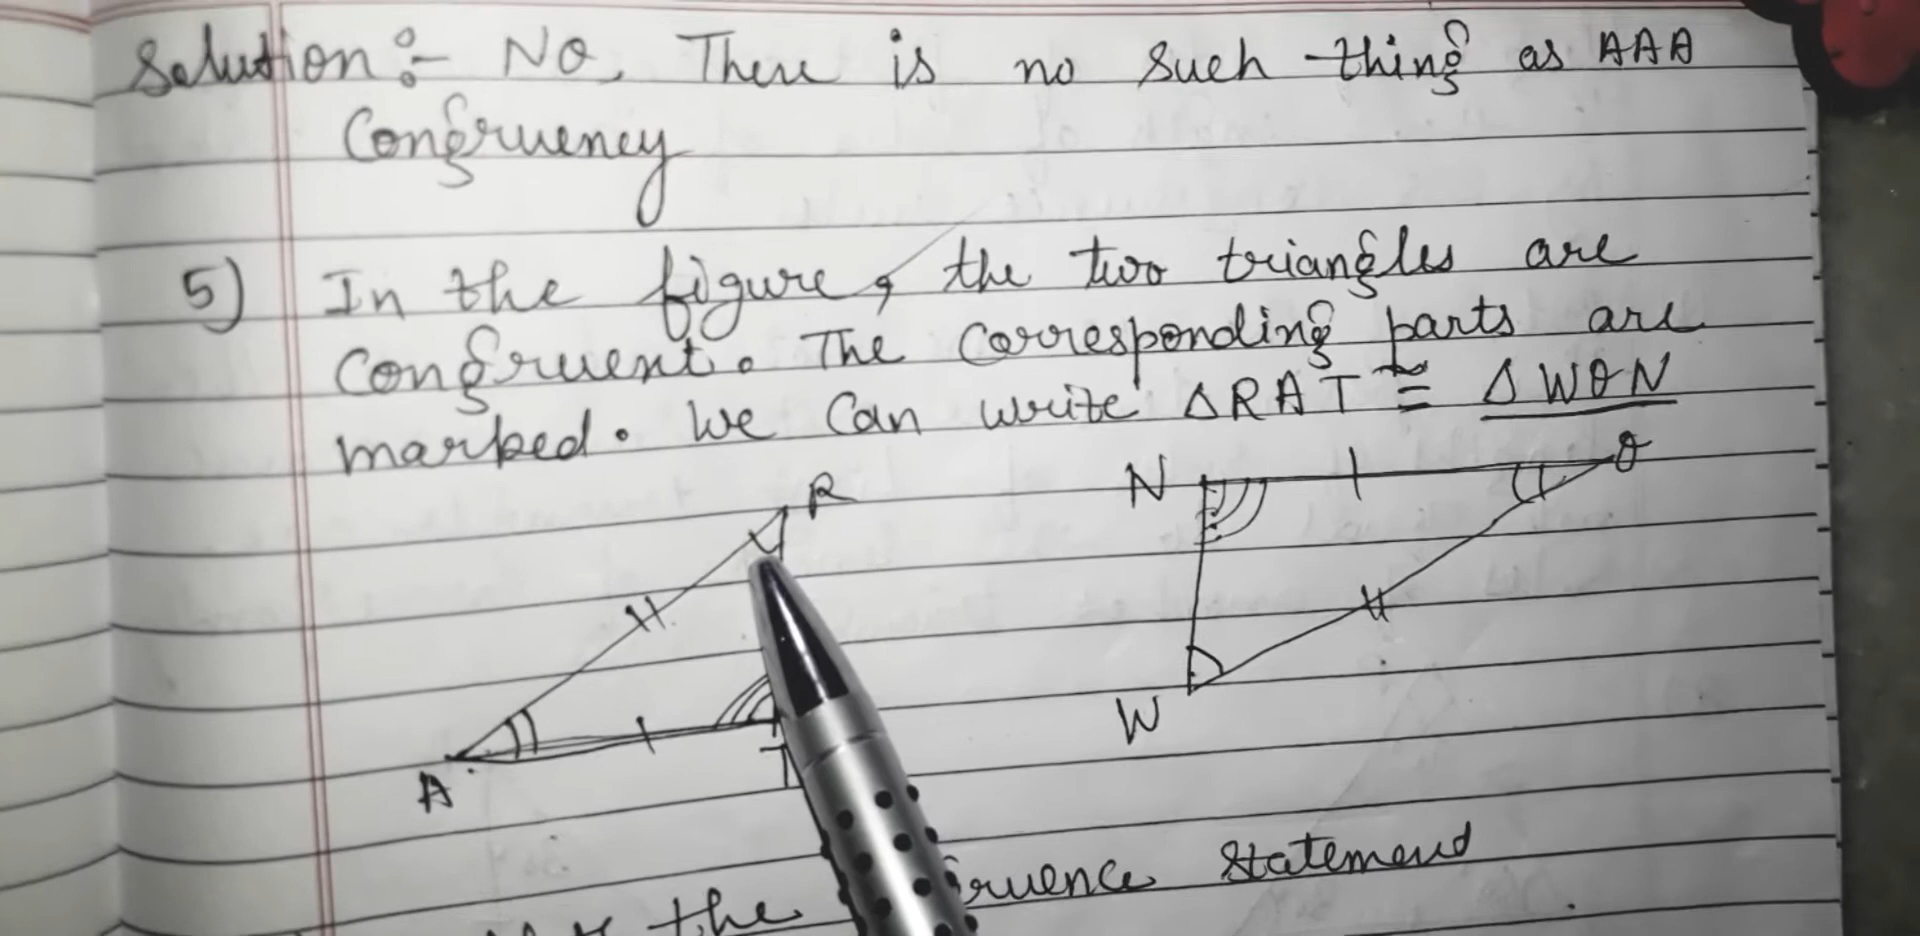 Solution :- No, There is no such thing as AAA
Congruency
5) In the figure, the two triangles are
Congruent. The Corresponding parts are
marked. We Can write ΔRAT ≅ ΔWON
N O
R
W
A T
the statement